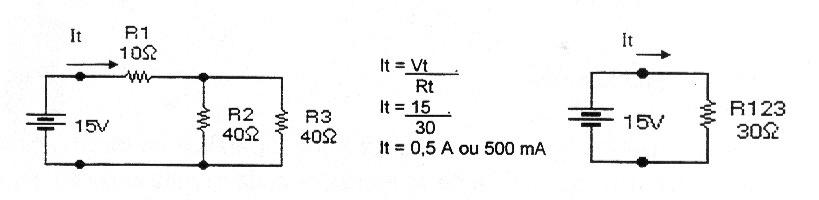 It
R1
10Ω
15V
R2
40Ω
R3
40Ω
It = Vt
Rt
It = 15
30
It = 0,5 A ou 500 mA
It
15V
R123
30Ω